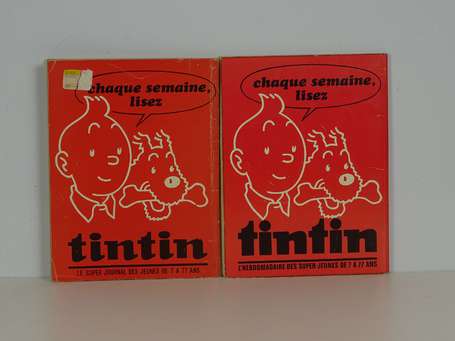 chaque semaine,
lisez
tintin
LE SUPER JOURNAL DES JEUNES DE 7 A 77 ANS
chaque semaine,
lisez
tintin
L'HEBDOMADAIRE DES SUPER JEUNES DE 7 A 77 ANS